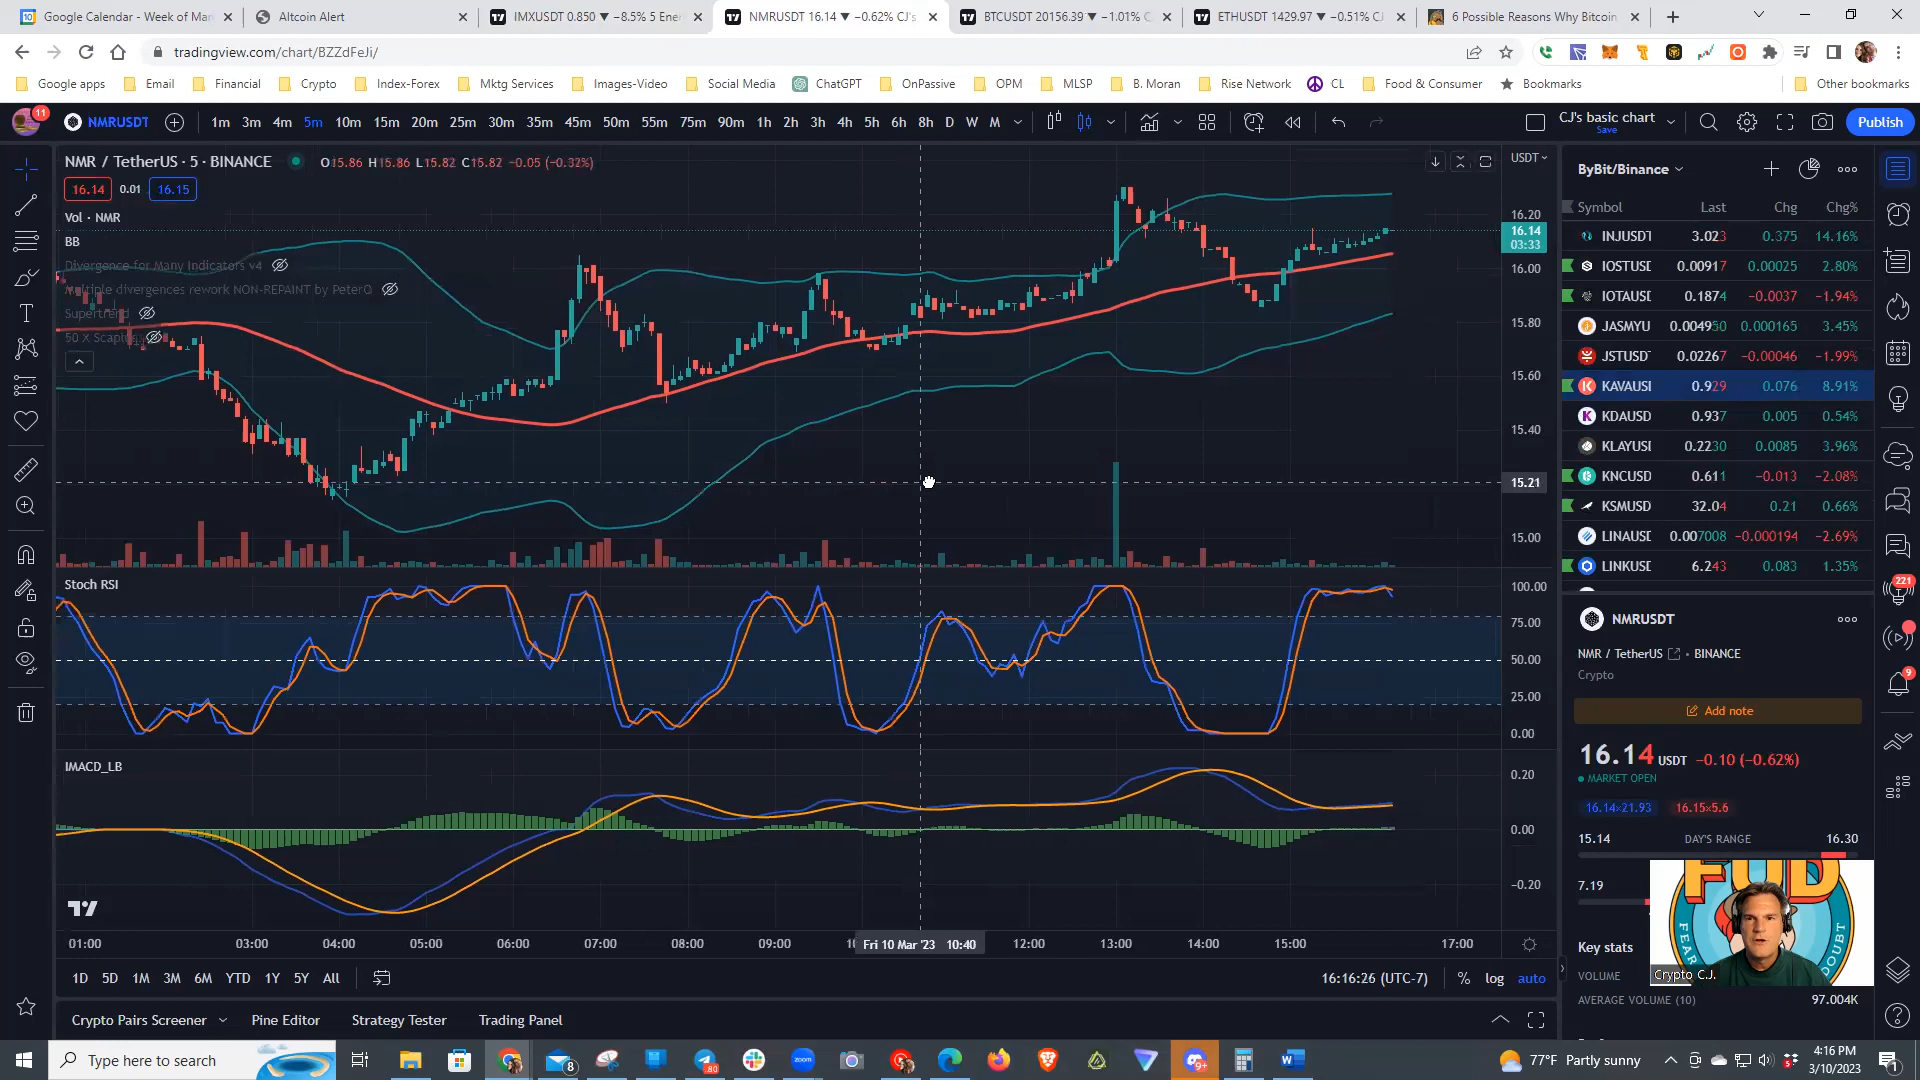 Google Calendar - Week of Mar
Altcoin Alert
IMXUSDT 0.850 ▼ −8.5% 5 Ener
NMRUSDT 16.14 ▼ −0.62% CJ's
BTCUSDT 20156.39 ▼ −1.01% C
ETHUSDT 1429.97 ▼ −0.51% CJ
6 Possible Reasons Why Bitcoin
tradingview.com/chart/BZZdFeJi/
Google apps Email Financial Crypto Index-Forex Mktg Services Images-Video Social Media ChatGPT OnPassive OPM MLSP B. Moran Rise Network CL Food & Consumer Bookmarks Other bookmarks
11
NMRUSDT 1m 3m 4m 5m 10m 15m 20m 25m 30m 35m 45m 50m 55m 75m 90m 1h 2h 3h 4h 5h 6h 8h D W M
CJ's basic chart
Save
Publish
NMR / TetherUS · 5 · BINANCE O15.86 H15.86 L15.82 C15.82 −0.05 (−0.32%)
16.14 0.01 16.15
Vol · NMR
BB
Divergence for Many Indicators v4
Multiple divergences rework NON-REPAINT by PeterO
Supertrend
USDT
16.20
16.14
03:33
16.00
15.80
15.60
15.40
15.21
15.00
Stoch RSI
100.00
75.00
50.00
25.00
0.00
IMACD_LB
0.20
0.00
−0.20
01:00 03:00 04:00 05:00 06:00 07:00 08:00 09:00 Fri 10 Mar '23 10:40 12:00 13:00 14:00 15:00 17:00
1D 5D 1M 3M 6M YTD 1Y 5Y All
16:16:26 (UTC-7) % log auto
Crypto Pairs Screener Pine Editor Strategy Tester Trading Panel
ByBit/Binance
Symbol Last Chg Chg%
INJUSDT 3.023 0.375 14.16%
IOSTUSD 0.00917 0.00025 2.80%
IOTAUSD 0.1874 −0.0037 −1.94%
JASMYU 0.004950 0.000165 3.45%
JSTUSD 0.02267 −0.00046 −1.99%
KAVAUSI 0.929 0.076 8.91%
KDAUSD 0.937 0.005 0.54%
KLAYUSI 0.2230 0.0085 3.96%
KNCUSD 0.611 −0.013 −2.08%
KSMUSD 32.04 0.21 0.66%
LINAUSD 0.007008 −0.000194 −2.69%
LINKUSD 6.243 0.083 1.35%
NMRUSDT
NMR / TetherUS • BINANCE
Crypto
Add note
16.14 USDT −0.10 (−0.62%)
MARKET OPEN
16.14×21.93 16.15×5.6
15.14 DAY'S RANGE 16.30
7.19
Key stats
VOLUME
AVERAGE VOLUME (10) 97.004K
FUD
Crypto C.J.
221
9
Type here to search
8
80
zoom
9+
77°F Partly sunny
4:16 PM
3/10/2023
1